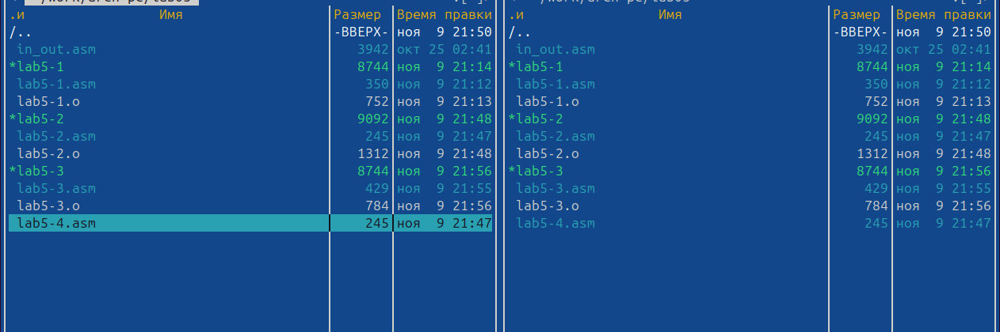 .и Имя Размер Время правки
/.. -ВВЕРХ- ноя 9 21:50
in_out.asm 3942 окт 25 02:41
*lab5-1 8744 ноя 9 21:14
lab5-1.asm 350 ноя 9 21:12
lab5-1.o 752 ноя 9 21:13
*lab5-2 9092 ноя 9 21:48
lab5-2.asm 245 ноя 9 21:47
lab5-2.o 1312 ноя 9 21:48
*lab5-3 8744 ноя 9 21:56
lab5-3.asm 429 ноя 9 21:55
lab5-3.o 784 ноя 9 21:56
lab5-4.asm 245 ноя 9 21:47
.и Имя Размер Время правки
/.. -ВВЕРХ- ноя 9 21:50
in_out.asm 3942 окт 25 02:41
*lab5-1 8744 ноя 9 21:14
lab5-1.asm 350 ноя 9 21:12
lab5-1.o 752 ноя 9 21:13
*lab5-2 9092 ноя 9 21:48
lab5-2.asm 245 ноя 9 21:47
lab5-2.o 1312 ноя 9 21:48
*lab5-3 8744 ноя 9 21:56
lab5-3.asm 429 ноя 9 21:55
lab5-3.o 784 ноя 9 21:56
lab5-4.asm 245 ноя 9 21:47